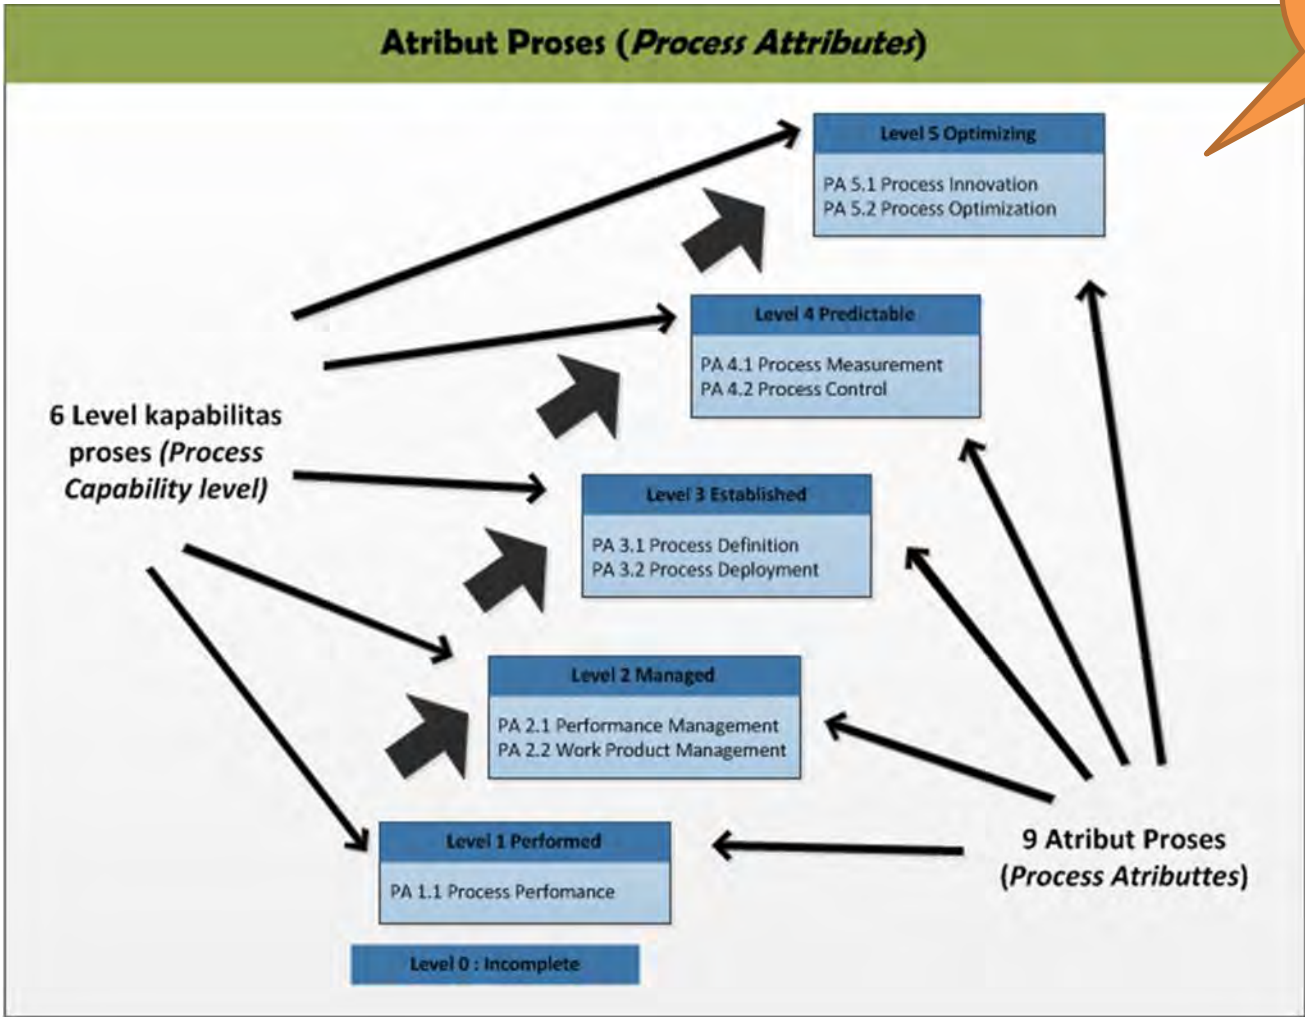 Atribut Proses (Process Attributes)
Level 5 Optimizing
PA 5.1 Process Innovation
PA 5.2 Process Optimization
Level 4 Predictable
PA 4.1 Process Measurement
PA 4.2 Process Control
6 Level kapabilitas
proses (Process
Capability level)
Level 3 Established
PA 3.1 Process Definition
PA 3.2 Process Deployment
Level 2 Managed
PA 2.1 Performance Management
PA 2.2 Work Product Management
Level 1 Performed
PA 1.1 Process Perfomance
9 Atribut Proses
(Process Atributtes)
Level 0 : Incomplete